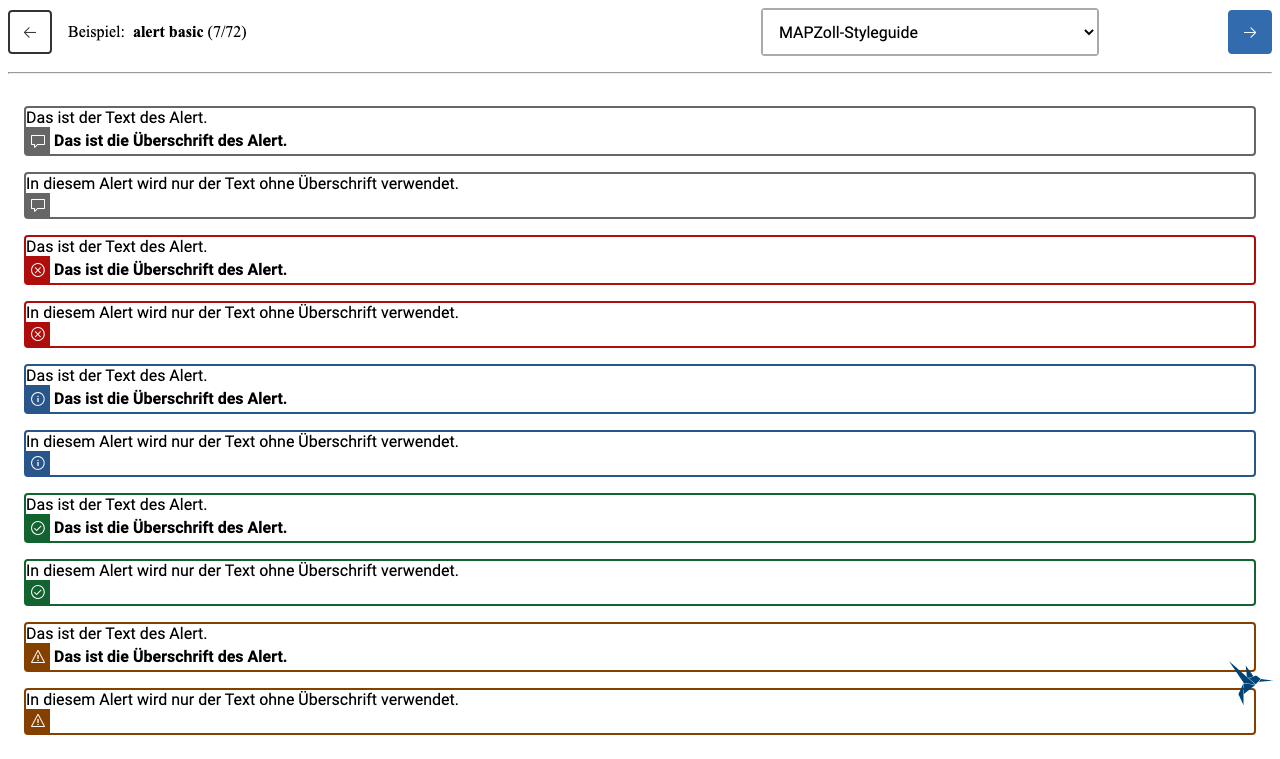 Beispiel: alert basic (7/72)
MAPZoll-Styleguide
Das ist der Text des Alert.
Das ist die Überschrift des Alert.
In diesem Alert wird nur der Text ohne Überschrift verwendet.
Das ist der Text des Alert.
Das ist die Überschrift des Alert.
In diesem Alert wird nur der Text ohne Überschrift verwendet.
Das ist der Text des Alert.
Das ist die Überschrift des Alert.
In diesem Alert wird nur der Text ohne Überschrift verwendet.
Das ist der Text des Alert.
Das ist die Überschrift des Alert.
In diesem Alert wird nur der Text ohne Überschrift verwendet.
Das ist der Text des Alert.
Das ist die Überschrift des Alert.
In diesem Alert wird nur der Text ohne Überschrift verwendet.